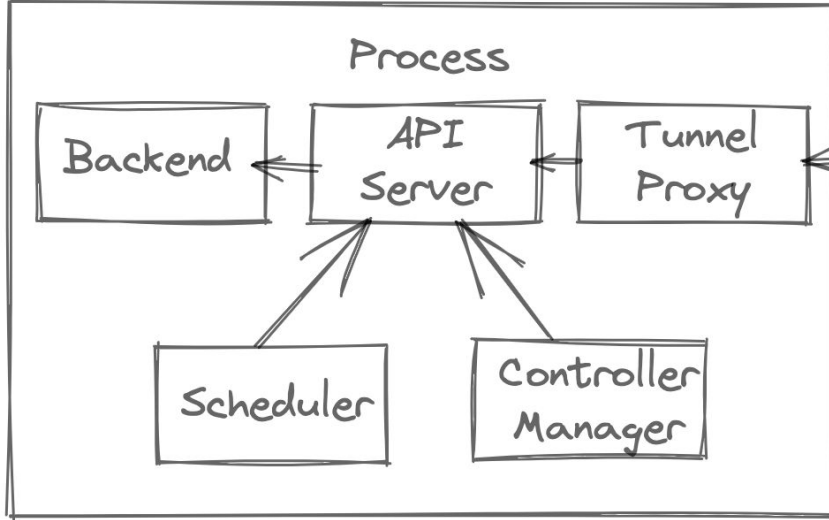 Process
Backend
API
Server
Tunnel
Proxy
Scheduler
Controller
Manager